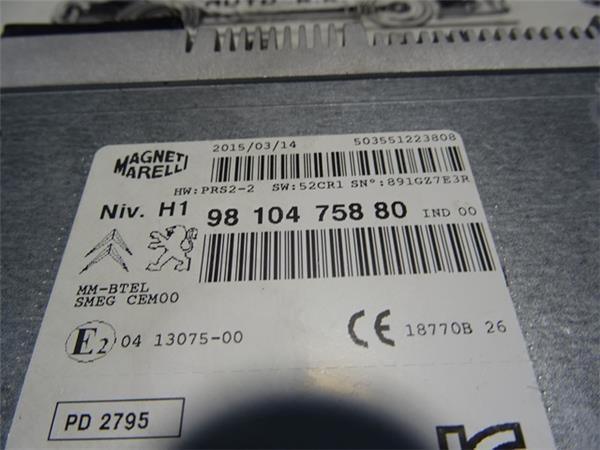 MAGNETI MARELLI
2015/03/14 503551223808
HW:PRS2-2 SW:52CR1 SN°:891GZ7E3R
Niv. H1 98 104 758 80 IND 00
MM-BTEL
SMEG CEM00
E2 04 13075-00 CE 18770B 26
PD 2795